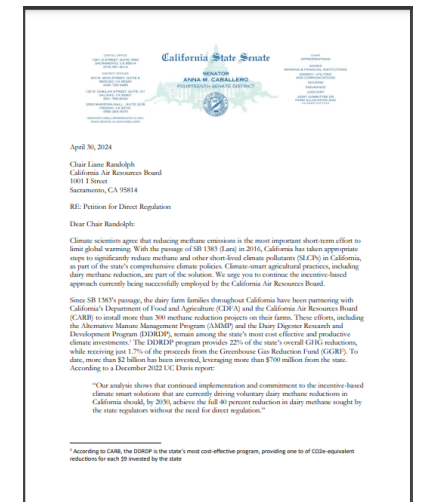 California State Senate
SENATOR
ANNA M. CABALLERO
FOURTEENTH SENATE DISTRICT
CAPITOL OFFICE
DISTRICT OFFICES
CHAIR
APPROPRIATIONS
BANKING & FINANCIAL INSTITUTIONS
April 30, 2024
Chair Liane Randolph
California Air Resources Board
1001 I Street
Sacramento, CA 95814
RE: Petition for Direct Regulation
Dear Chair Randolph:
Climate scientists agree that reducing methane emissions is the most important short-term effort to
limit global warming. With the passage of SB 1383 (Lara) in 2016, California has taken appropriate
steps to significantly reduce methane and other short-lived climate pollutants (SLCPs) in California,
as part of the state's comprehensive climate policies. Climate-smart agricultural practices, including
dairy methane reduction, are part of the solution. We urge you to continue the incentive-based
approach currently being successfully employed by the California Air Resources Board.
Since SB 1383's passage, the dairy farm families throughout California have been partnering with
California's Department of Food and Agriculture (CDFA) and the California Air Resources Board
(CARB) to install more than 300 methane reduction projects on their farms. These efforts, including
the Alternative Manure Management Program (AMMP) and the Dairy Digester Research and
Development Program (DDRDP), remain among the state's most cost effective and productive
climate investments.¹ The DDRDP program provides 22% of the state's overall GHG reductions,
while receiving just 1.7% of the proceeds from the Greenhouse Gas Reduction Fund (GGRF). To
date, more than $2 billion has been invested, leveraging more than $700 million from the state.
According to a December 2022 UC Davis report:
"Our analysis shows that continued implementation and commitment to the incentive-based
climate smart solutions that are currently driving voluntary dairy methane reductions in
California should, by 2030, achieve the full 40 percent reduction in dairy methane sought by
the state regulators without the need for direct regulation."
¹ According to CARB, the DDRDP is the state's most cost-effective program, providing one to of CO2e-equivalent
reductions for each $9 invested by the state